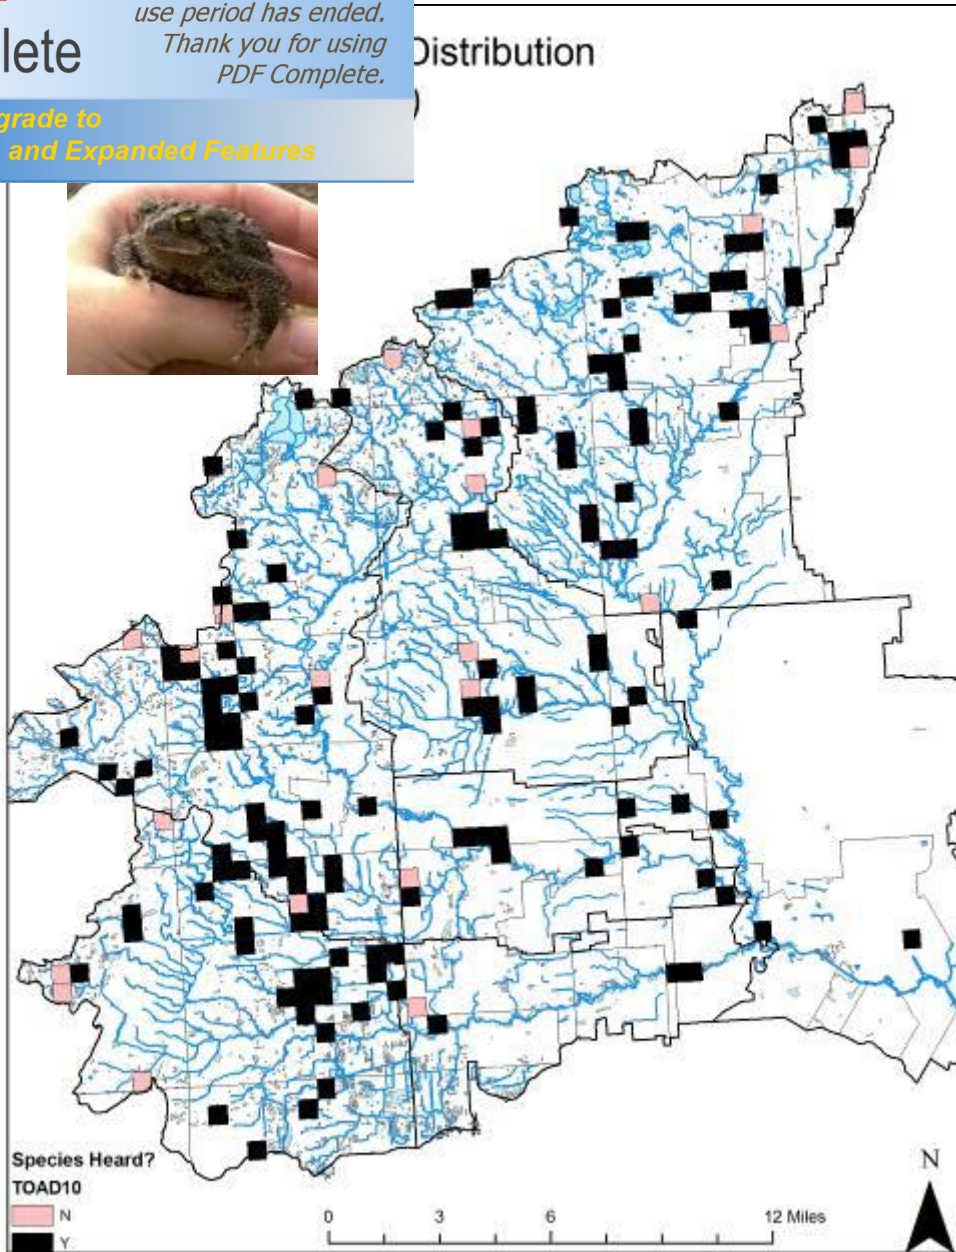 use period has ended.
lete
Thank you for using
PDF Complete.
grade to
and Expanded Features
Distribution
)
Species Heard?
TOAD10
N
Y
0 3 6 12 Miles
N